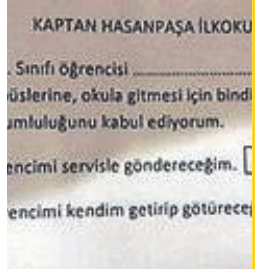 KAPTAN HASANPAŞA İLKOKU
. Sınıfı öğrencisi ....................
üslerine, okula gitmesi için bindi
umluluğunu kabul ediyorum.
encimi servisle göndereceğim.
encimi kendim getirip götürece